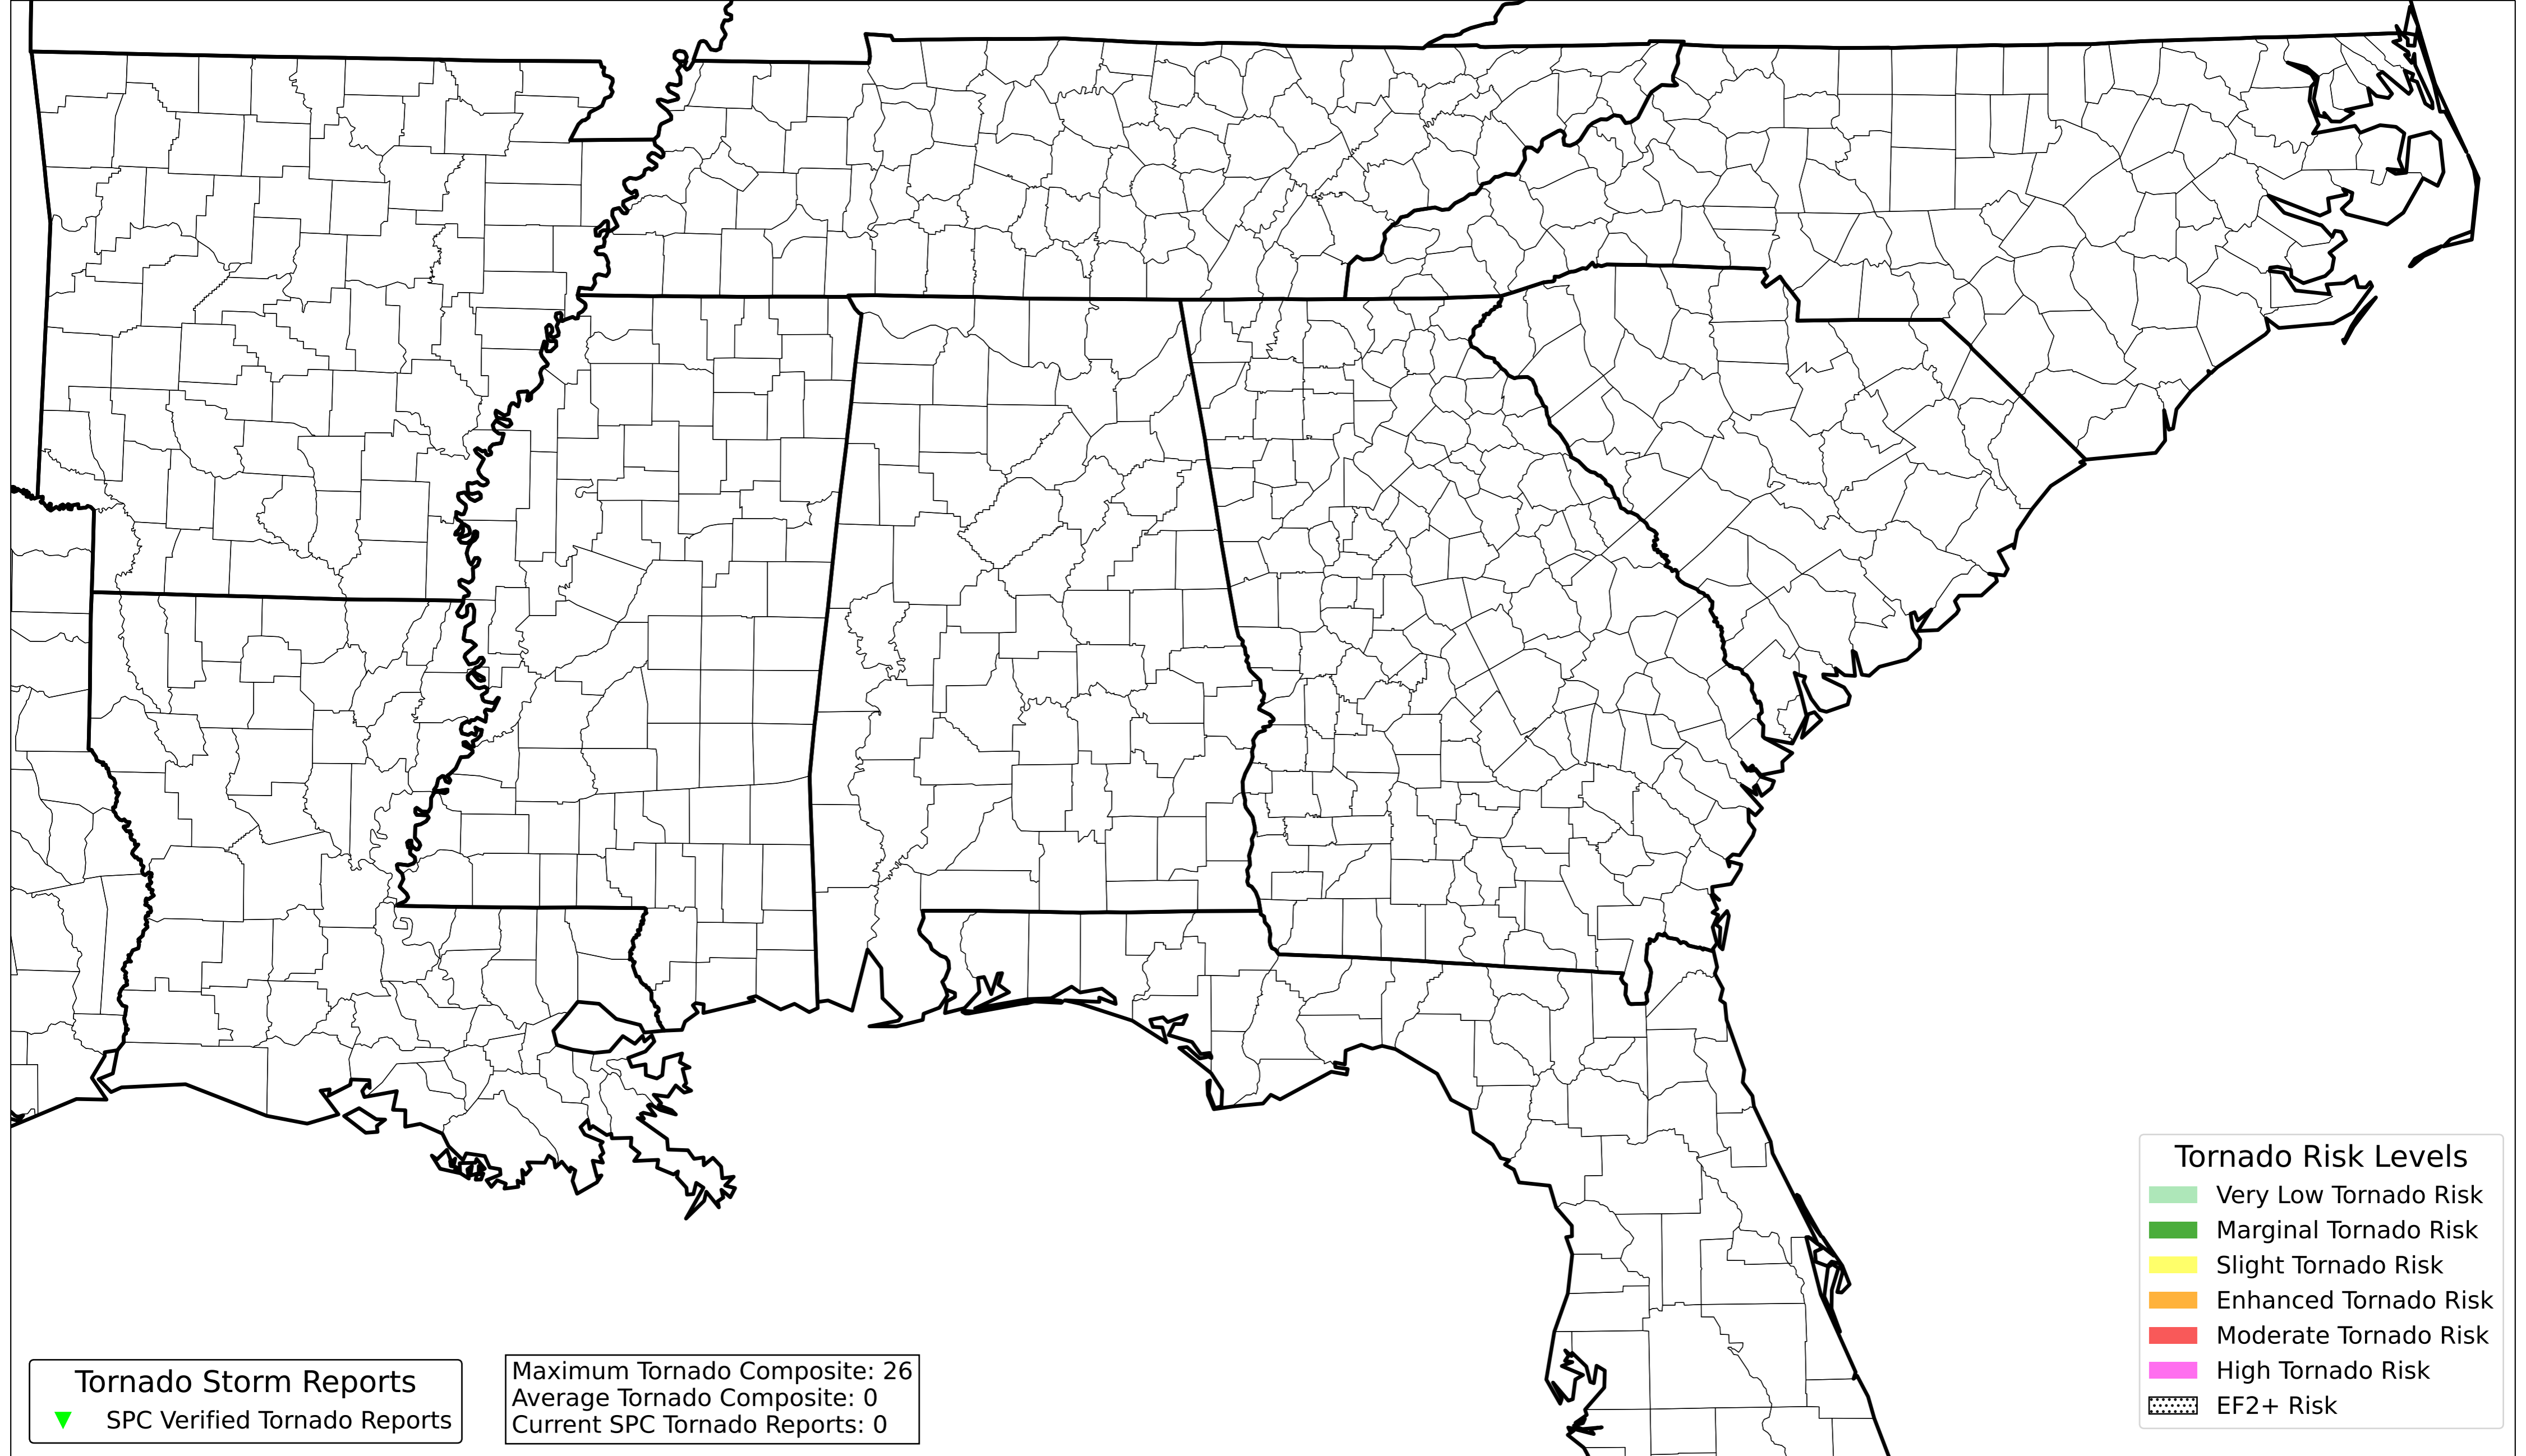 Tornado Storm Reports
SPC Verified Tornado Reports
Maximum Tornado Composite: 26
Average Tornado Composite: 0
Current SPC Tornado Reports: 0
Tornado Risk Levels
Very Low Tornado Risk
Marginal Tornado Risk
Slight Tornado Risk
Enhanced Tornado Risk
Moderate Tornado Risk
High Tornado Risk
EF2+ Risk